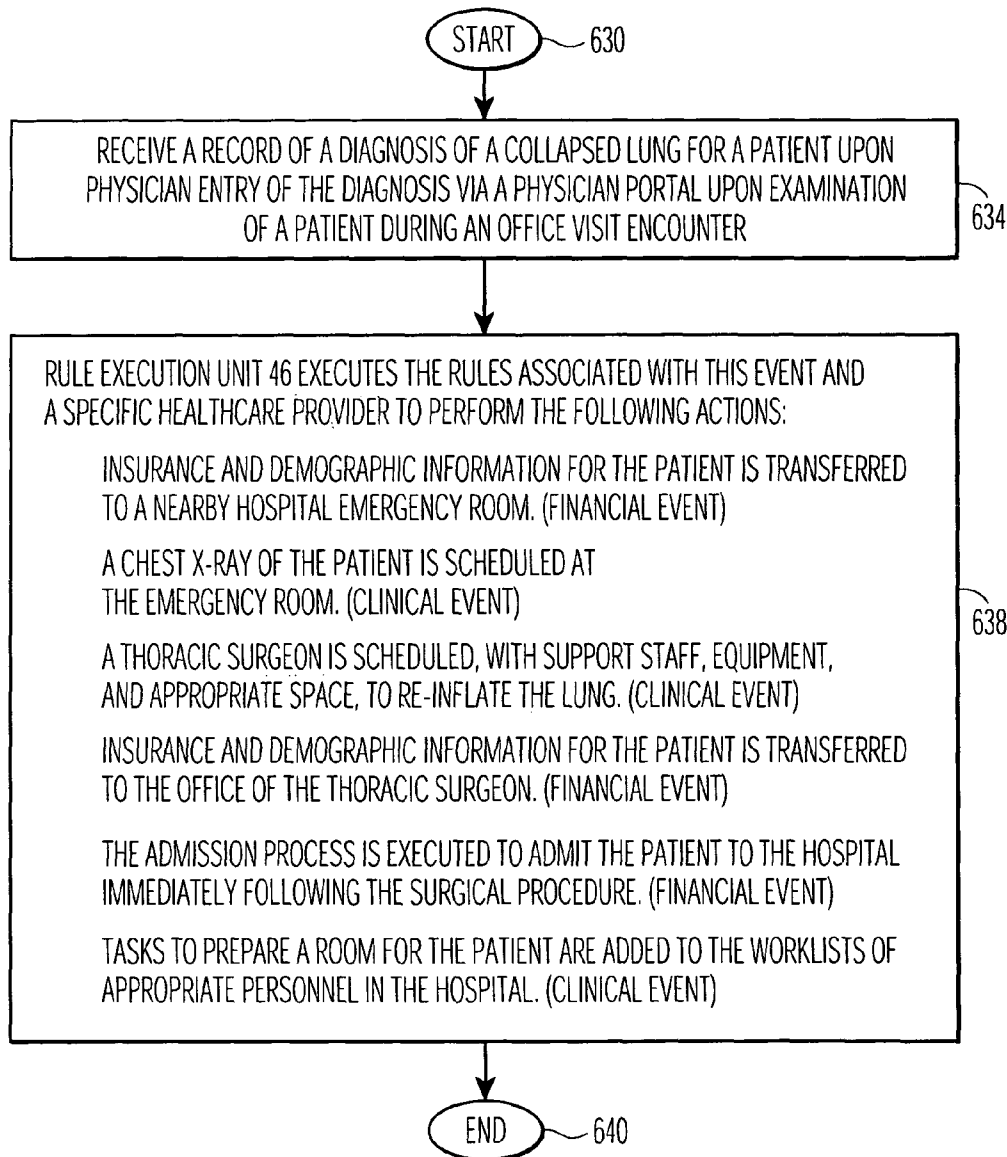 START
630
RECEIVE A RECORD OF A DIAGNOSIS OF A COLLAPSED LUNG FOR A PATIENT UPON
PHYSICIAN ENTRY OF THE DIAGNOSIS VIA A PHYSICIAN PORTAL UPON EXAMINATION
OF A PATIENT DURING AN OFFICE VISIT ENCOUNTER
634
RULE EXECUTION UNIT 46 EXECUTES THE RULES ASSOCIATED WITH THIS EVENT AND
A SPECIFIC HEALTHCARE PROVIDER TO PERFORM THE FOLLOWING ACTIONS:
INSURANCE AND DEMOGRAPHIC INFORMATION FOR THE PATIENT IS TRANSFERRED
TO A NEARBY HOSPITAL EMERGENCY ROOM. (FINANCIAL EVENT)
A CHEST X-RAY OF THE PATIENT IS SCHEDULED AT
THE EMERGENCY ROOM. (CLINICAL EVENT)
638
A THORACIC SURGEON IS SCHEDULED, WITH SUPPORT STAFF, EQUIPMENT,
AND APPROPRIATE SPACE, TO RE-INFLATE THE LUNG. (CLINICAL EVENT)
INSURANCE AND DEMOGRAPHIC INFORMATION FOR THE PATIENT IS TRANSFERRED
TO THE OFFICE OF THE THORACIC SURGEON. (FINANCIAL EVENT)
THE ADMISSION PROCESS IS EXECUTED TO ADMIT THE PATIENT TO THE HOSPITAL
IMMEDIATELY FOLLOWING THE SURGICAL PROCEDURE. (FINANCIAL EVENT)
TASKS TO PREPARE A ROOM FOR THE PATIENT ARE ADDED TO THE WORKLISTS OF
APPROPRIATE PERSONNEL IN THE HOSPITAL. (CLINICAL EVENT)
END
640